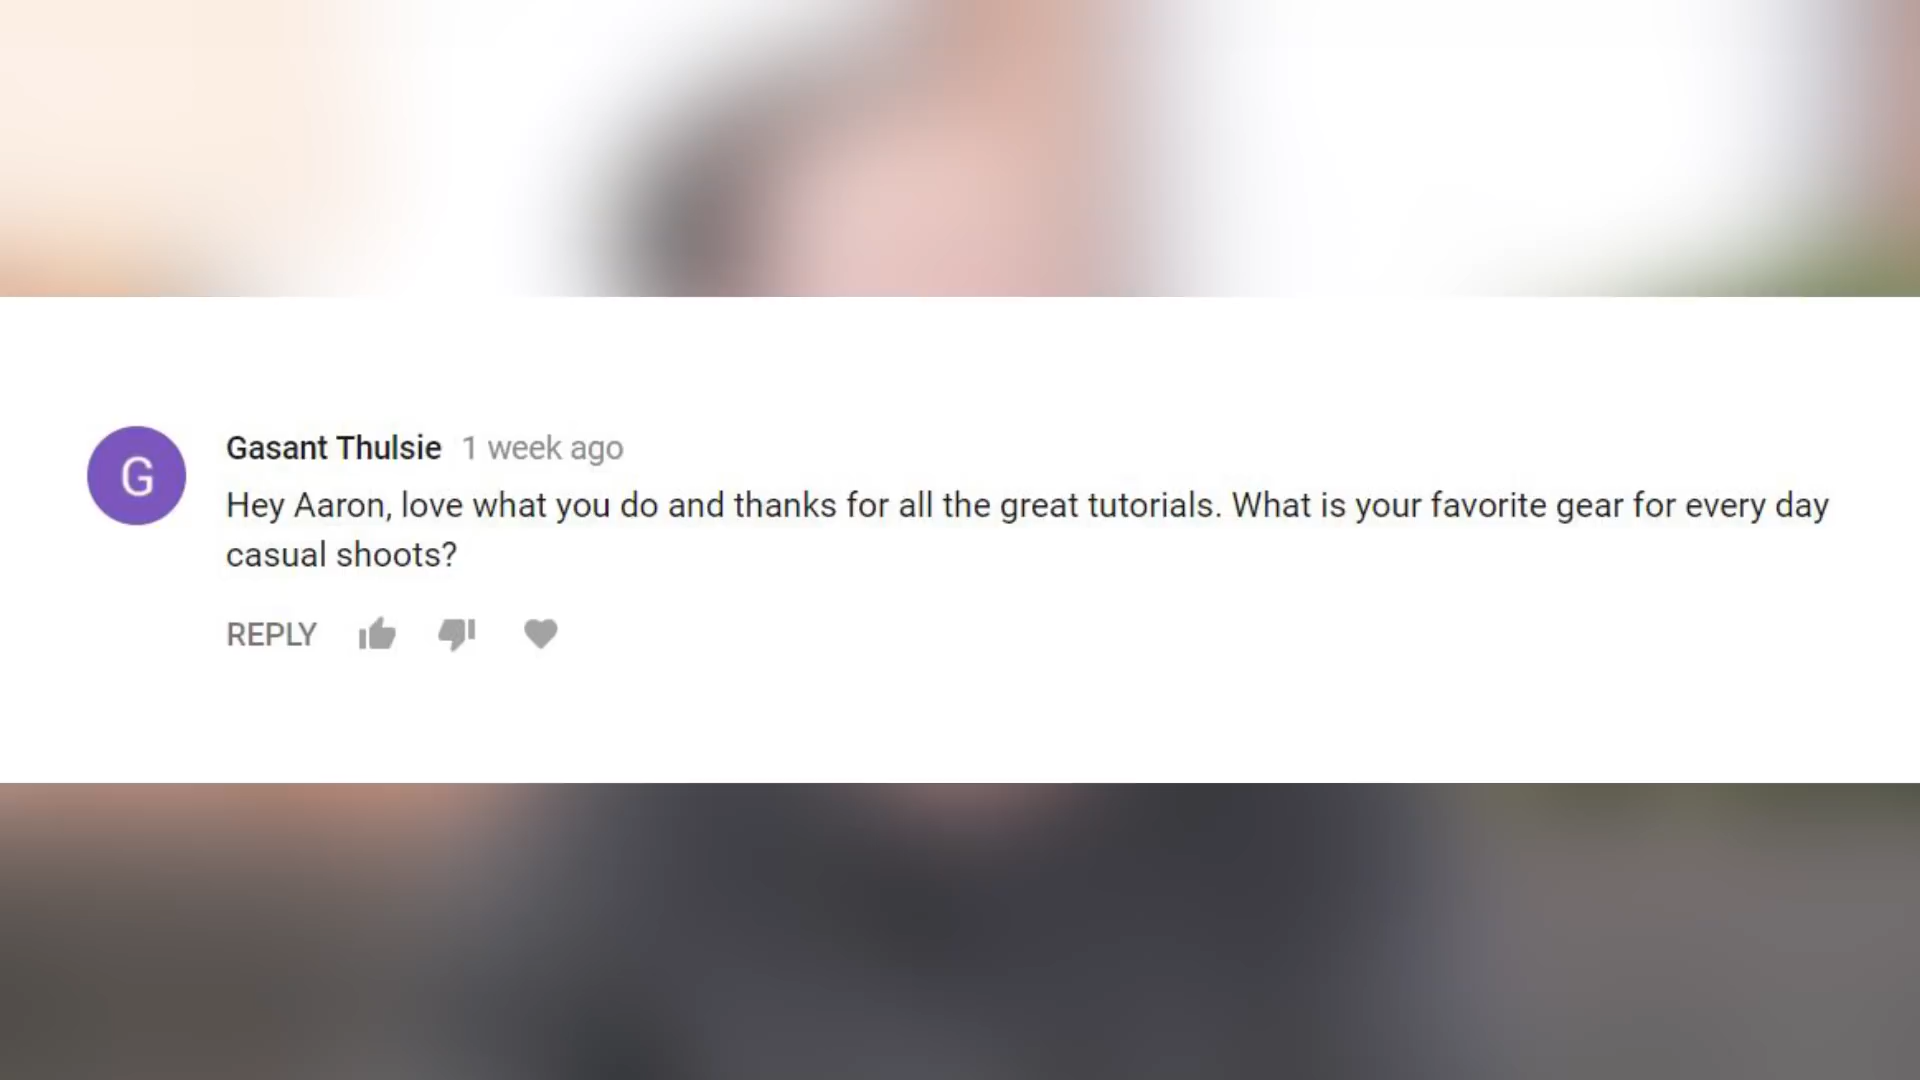 G
Gasant Thulsie 1 week ago
Hey Aaron, love what you do and thanks for all the great tutorials. What is your favorite gear for every day
casual shoots?
REPLY